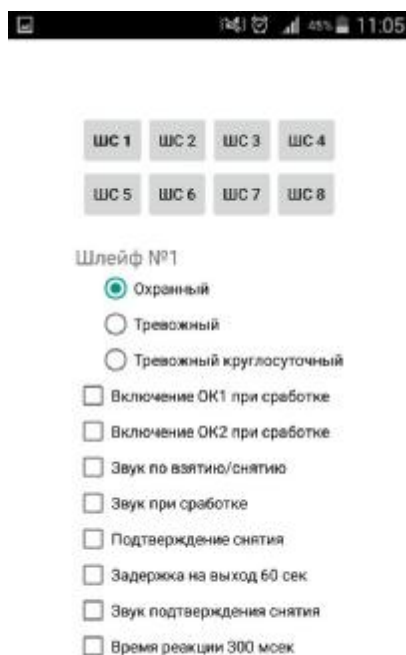 45% 11:05
ШС 1 ШС 2 ШС 3 ШС 4
ШС 5 ШС 6 ШС 7 ШС 8
Шлейф №1
Охранный
Тревожный
Тревожный круглосуточный
Включение ОК1 при сработке
Включение ОК2 при сработке
Звук по взятию/снятию
Звук при сработке
Подтверждение снятия
Задержка на выход 60 сек
Звук подтверждения снятия
Время реакции 300 мсек